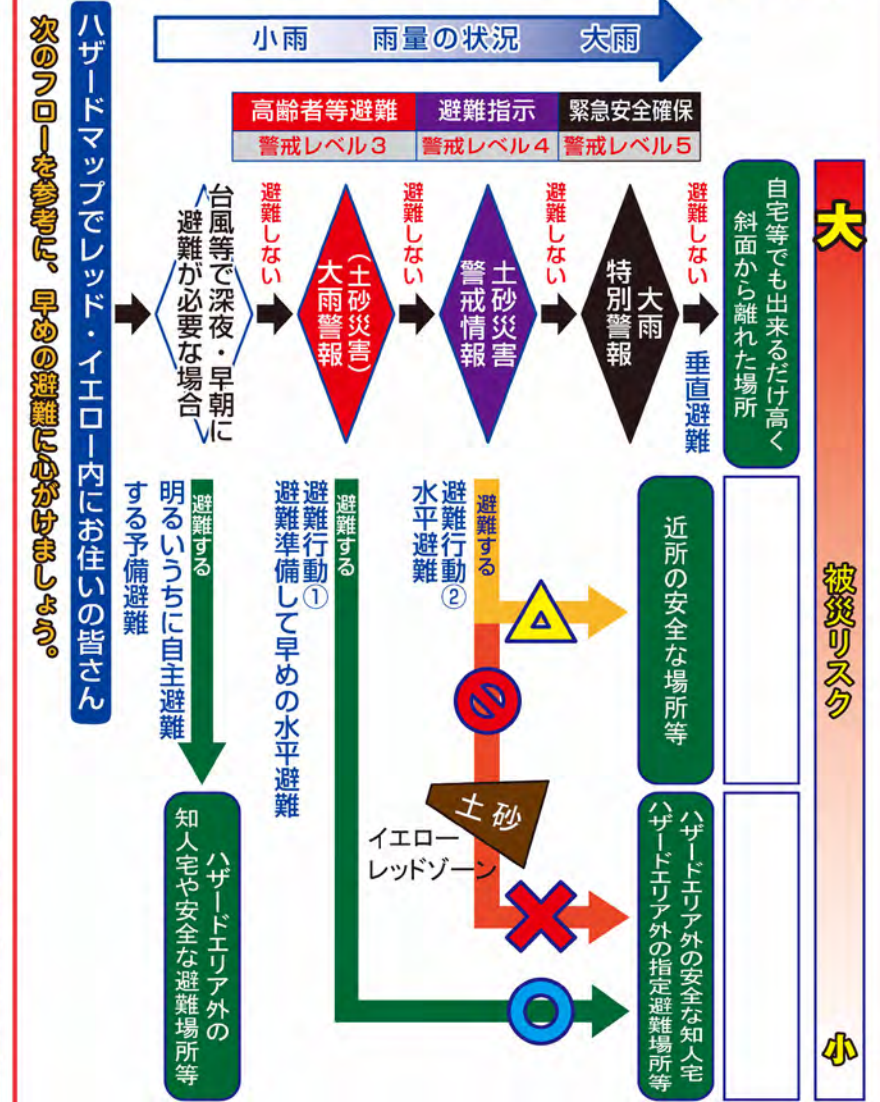 次のフローを参考に、早めの避難に心がけましょう。
ハザードマップでレッド・イエロー内にお住いの皆さん
小雨 雨量の状況 大雨
高齢者等避難 避難指示 緊急安全確保
警戒レベル3 警戒レベル4 警戒レベル5
台風等で深夜・早朝に
避難が必要な場合
避難しない
(土砂災害)
大雨警報
避難しない
土砂災害
警戒情報
避難しない
大雨
特別警報
避難しない
垂直避難
自宅等でも出来るだけ高く
斜面から離れた場所
大
被災リスク
小
避難する
明るいうちに自主避難
する予備避難
ハザードエリア外の
知人宅や安全な避難場所等
避難する
避難行動①
避難準備して早めの水平避難
避難する
避難行動②
水平避難
近所の安全な場所等
土砂
イエロー
レッドゾーン
ハザードエリア外の安全な知人宅
ハザードエリア外の指定避難場所等